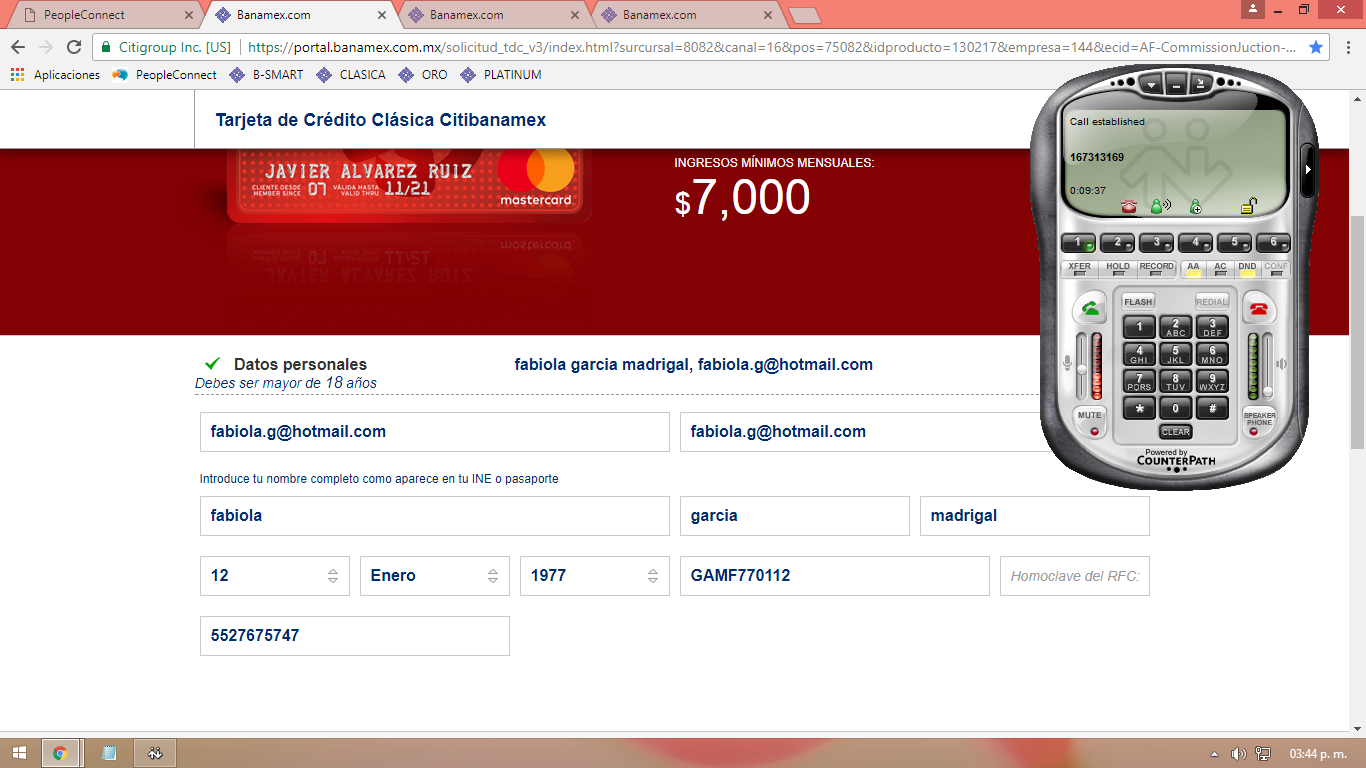 PeopleConnect
Banamex.com
Banamex.com
Banamex.com
Citigroup Inc. [US]
https://portal.banamex.com.mx/solicitud_tdc_v3/index.html?surcursal=8082&canal=16&pss=75082&idproducto=130217&empresa=144&ecid=AF-CommissionJuction-...
Aplicaciones PeopleConnect B-SMART CLASICA ORO PLATINUM
Tarjeta de Crédito Clásica Citibanamex
JAVIER ALVAREZ RUIZ
CLIENTE DESDE
MEMBER SINCE
07
VÁLIDA HASTA
VALID THRU
11/21
mastercard
INGRESOS MÍNIMOS MENSUALES:
$7,000
Call established
167313169
0:09:37
1 2 3 4 5 6
XFER HOLD RECORD AA AC DND CONF
FLASH REDIAL
1 2 ABC 3 DEF
4 GHI 5 JKL 6 MNO
7 PQRS 8 TUV 9 WXYZ
* 0 #
MUTE
CLEAR
SPEAKER
PHONE
Powered by
COUNTERPATH
Datos personales fabiola garcia madrigal, fabiola.g@hotmail.com
Debes ser mayor de 18 años
fabiola.g@hotmail.com fabiola.g@hotmail.com
Introduce tu nombre completo como aparece en tu INE o pasaporte
fabiola garcia madrigal
12 Enero 1977 GAMF770112 Homoclave del RFC:
5527675747
03:44 p. m.